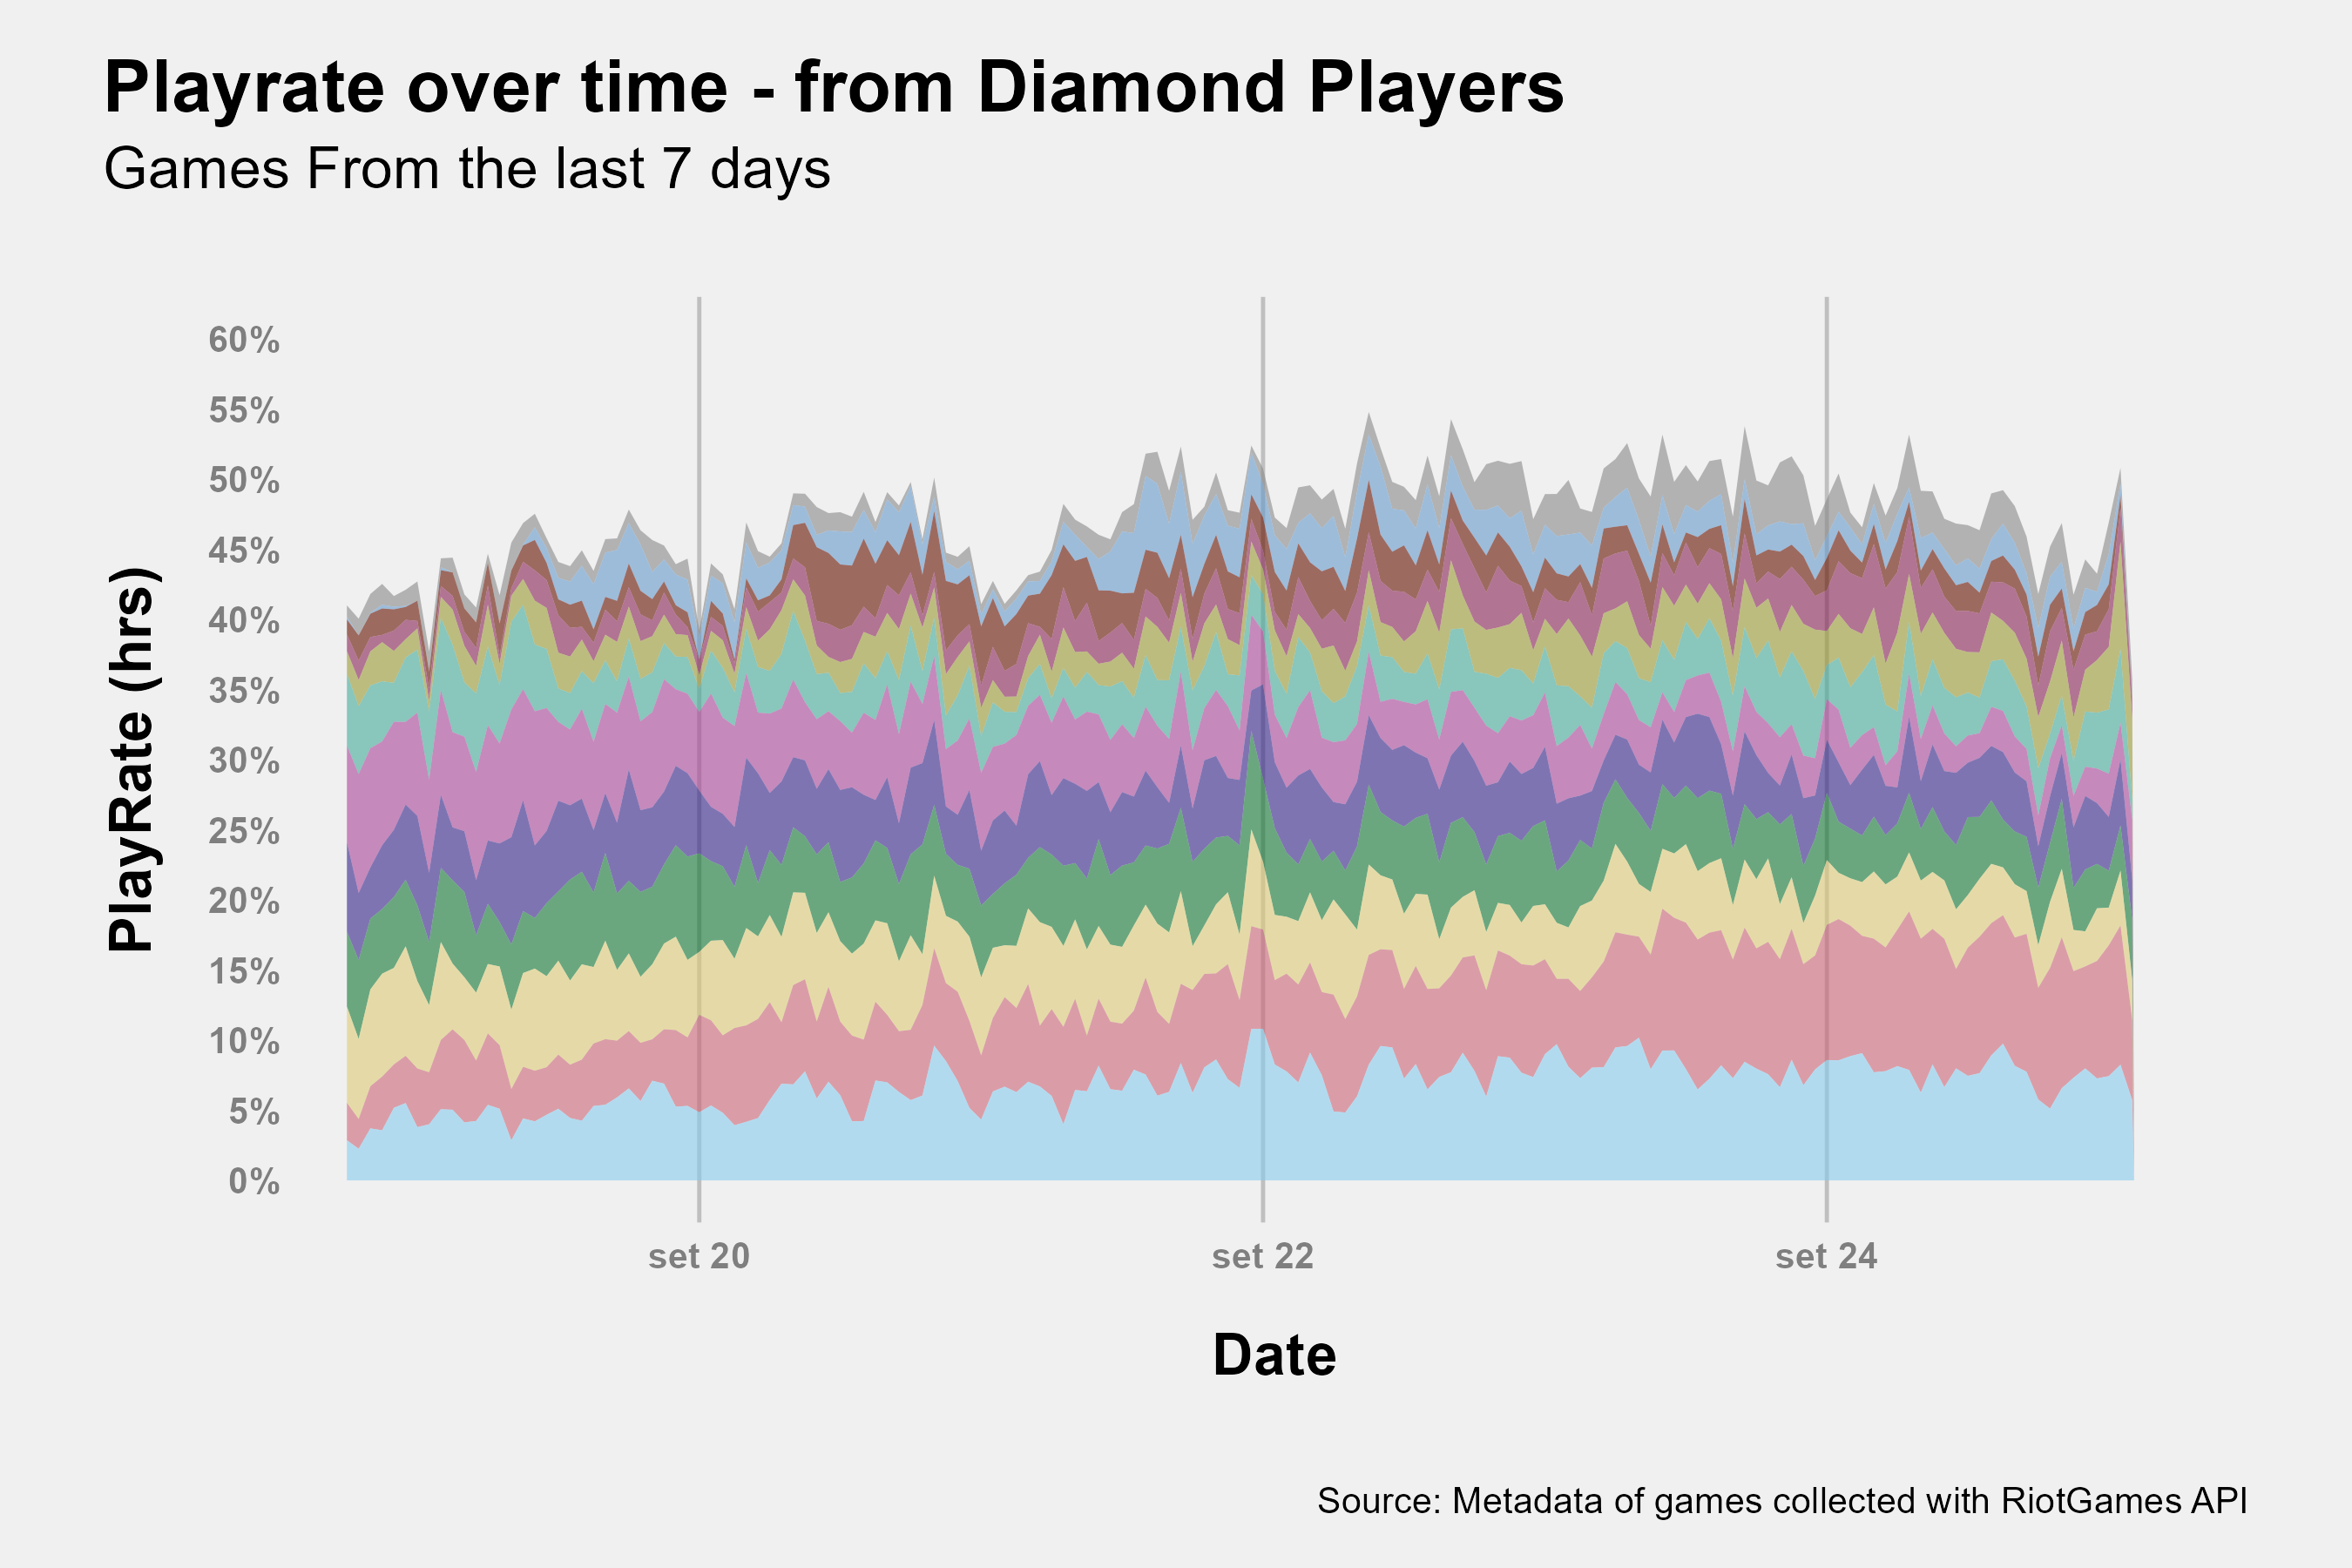 Playrate over time - from Diamond Players
Games From the last 7 days
PlayRate (hrs)
60%
55%
50%
45%
40%
35%
30%
25%
20%
15%
10%
5%
0%
set 20
set 22
set 24
Date
Source: Metadata of games collected with RiotGames API